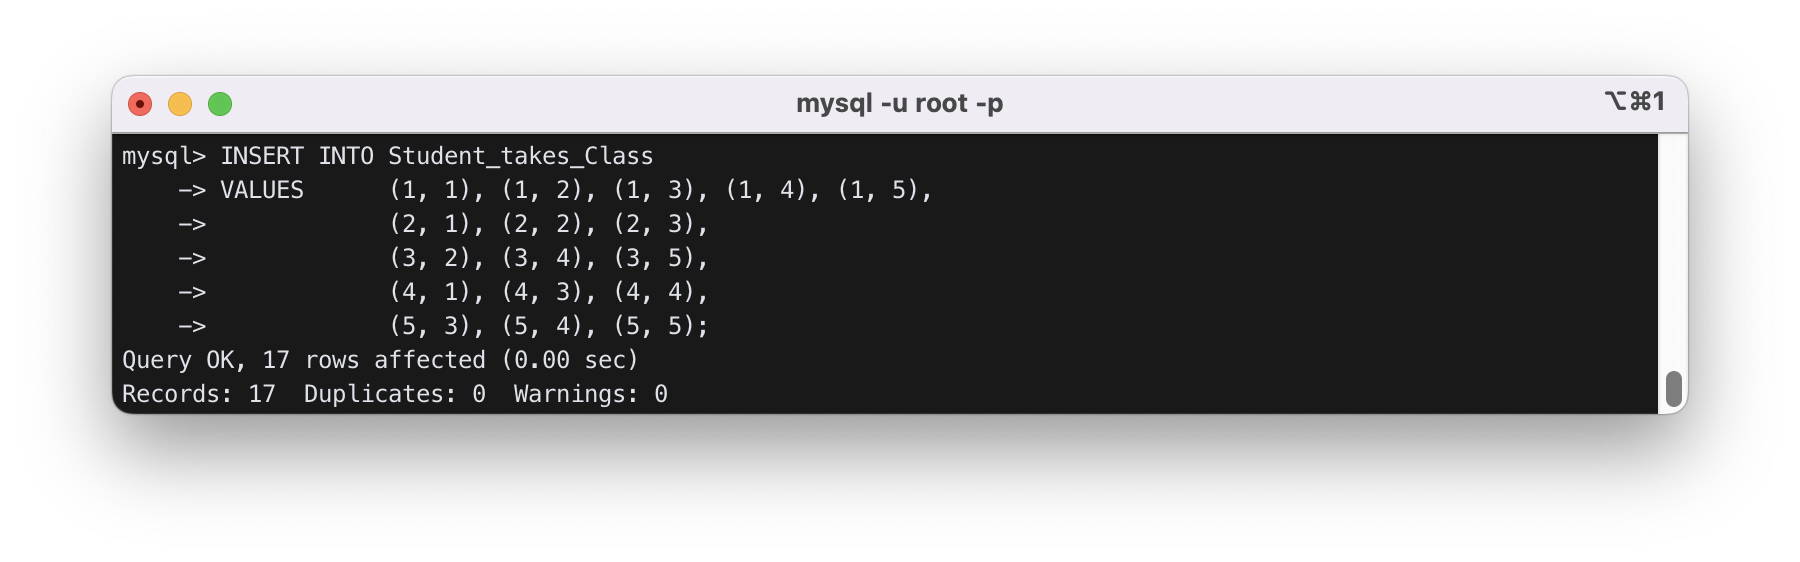 mysql -u root -p
⌥⌘1
mysql> INSERT INTO Student_takes_Class
    -> VALUES      (1, 1), (1, 2), (1, 3), (1, 4), (1, 5),
    ->             (2, 1), (2, 2), (2, 3),
    ->             (3, 2), (3, 4), (3, 5),
    ->             (4, 1), (4, 3), (4, 4),
    ->             (5, 3), (5, 4), (5, 5);
Query OK, 17 rows affected (0.00 sec)
Records: 17  Duplicates: 0  Warnings: 0